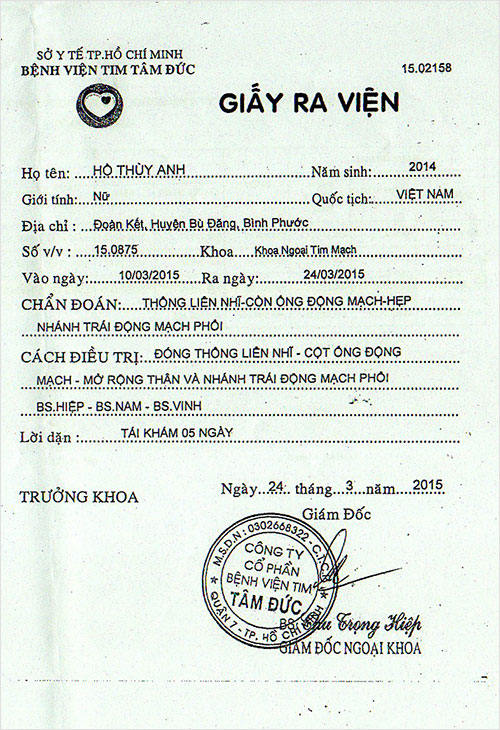 SỞ Y TẾ TP.HỒ CHÍ MINH
BỆNH VIỆN TIM TÂM ĐỨC
15.02158
GIẤY RA VIỆN
Họ tên: HỒ THÙY ANH Năm sinh: 2014
Giới tính: Nữ Quốc tịch: VIỆT NAM
Địa chỉ : Đoàn Kết, Huyện Bù Đăng, Bình Phước
Số v/v : 15.0875 Khoa Khoa Ngoại Tim Mạch
Vào ngày: 10/03/2015 Ra ngày: 24/03/2015
CHẨN ĐOÁN: THÔNG LIÊN NHĨ-CÒN ỐNG ĐỘNG MẠCH-HẸP
NHÁNH TRÁI ĐỘNG MẠCH PHỔI
CÁCH ĐIỀU TRỊ: ĐÓNG THÔNG LIÊN NHĨ - CỘT ỐNG ĐỘNG
MẠCH - MỞ RỘNG THÂN VÀ NHÁNH TRÁI ĐỘNG MẠCH PHỔI
BS.HIỆP - BS.NAM - BS.VINH
Lời dặn : TÁI KHÁM 05 NGÀY
Ngày 24 tháng 3 năm 2015
TRƯỞNG KHOA
Giám Đốc
M.S.D.N : 0302668322 - C.T.C.P
CÔNG TY
CỔ PHẦN
BỆNH VIỆN TIM
TÂM ĐỨC
QUẬN 7 - TP. HỒ CHÍ MINH
BS. Chu Trọng Hiệp
GIÁM ĐỐC NGOẠI KHOA